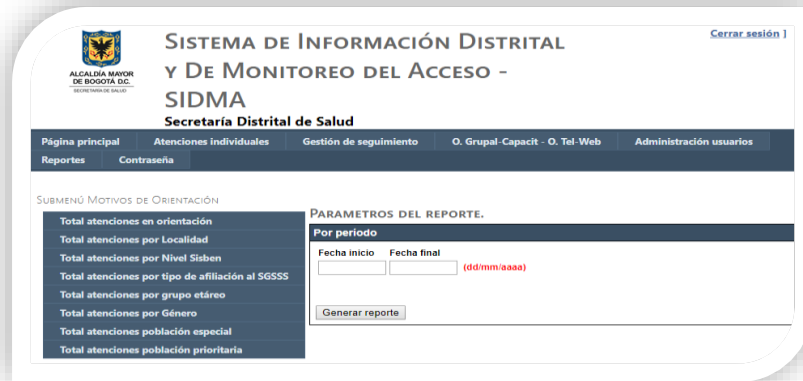 Cerrar sesión ]
SISTEMA DE INFORMACIÓN DISTRITAL
Y DE MONITOREO DEL ACCESO -
SIDMA
Secretaría Distrital de Salud
ALCALDÍA MAYOR
DE BOGOTÁ D.C.
SECRETARÍA DE SALUD
Página principal Atenciones individuales Gestión de seguimiento O. Grupal-Capacit - O. Tel-Web Administración usuarios
Reportes Contraseña
SUBMENÚ MOTIVOS DE ORIENTACIÓN
Total atenciones en orientación
Total atenciones por Localidad
Total atenciones por Nivel Sisben
Total atenciones por tipo de afiliación al SGSSS
Total atenciones por grupo etáreo
Total atenciones por Género
Total atenciones población especial
Total atenciones población prioritaria
PARAMETROS DEL REPORTE.
Por periodo
Fecha inicio Fecha final
(dd/mm/aaaa)
Generar reporte